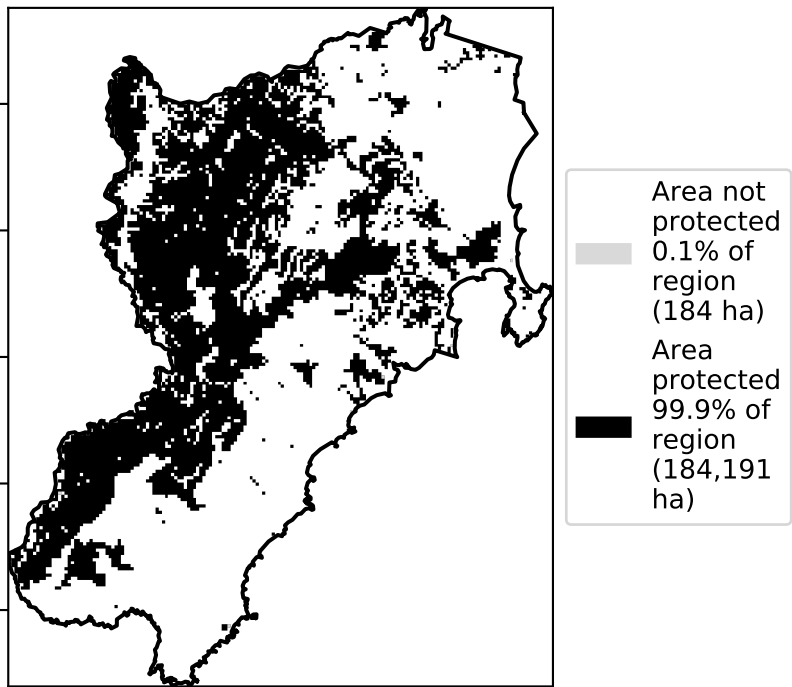 Area not
protected
0.1% of
region
(184 ha)
Area
protected
99.9% of
region
(184,191
ha)